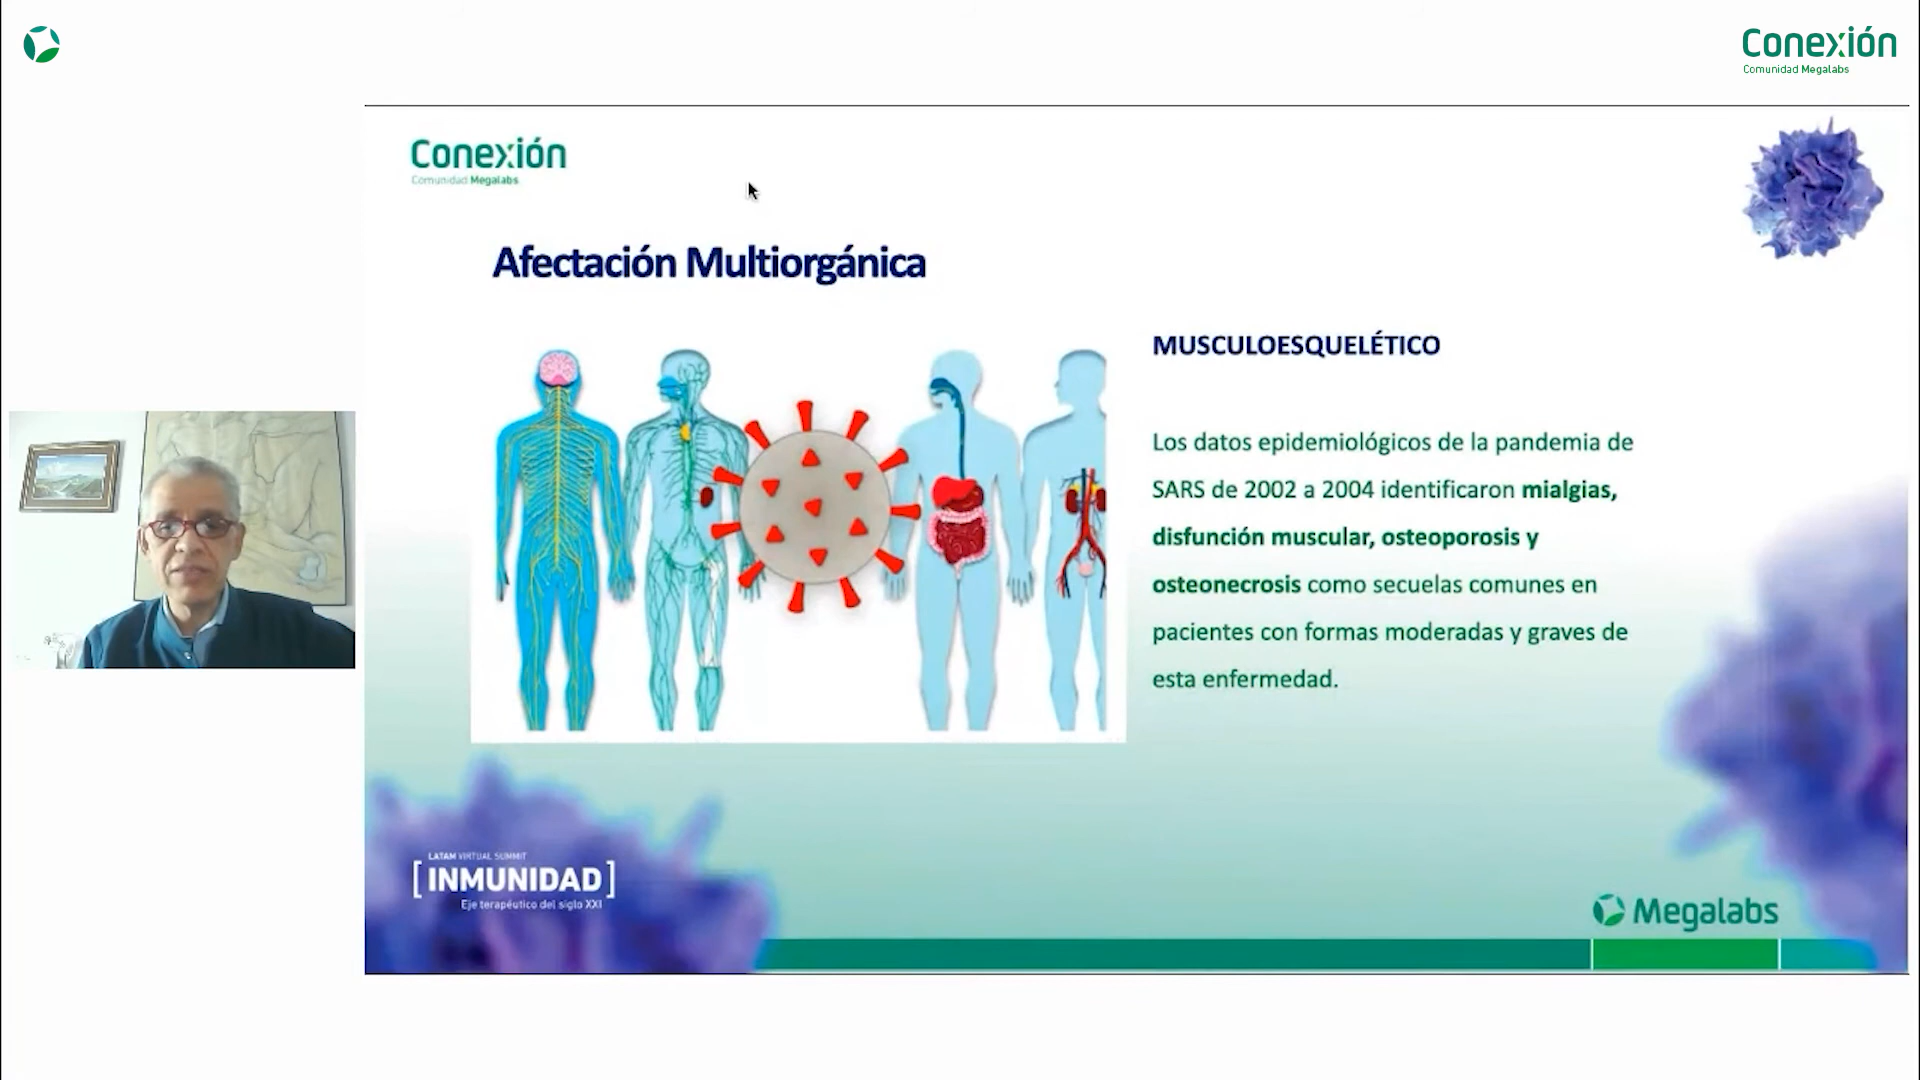 Conexión
Comunidad Megalabs
Conexión
Comunidad Megalabs
Afectación Multiorgánica
MUSCULOESQUELÉTICO
Los datos epidemiológicos de la pandemia de
SARS de 2002 a 2004 identificaron mialgias,
disfunción muscular, osteoporosis y
osteonecrosis como secuelas comunes en
pacientes con formas moderadas y graves de
esta enfermedad.
LATAM VIRTUAL SUMMIT
[INMUNIDAD]
Eje terapéutico del siglo XXI
Megalabs